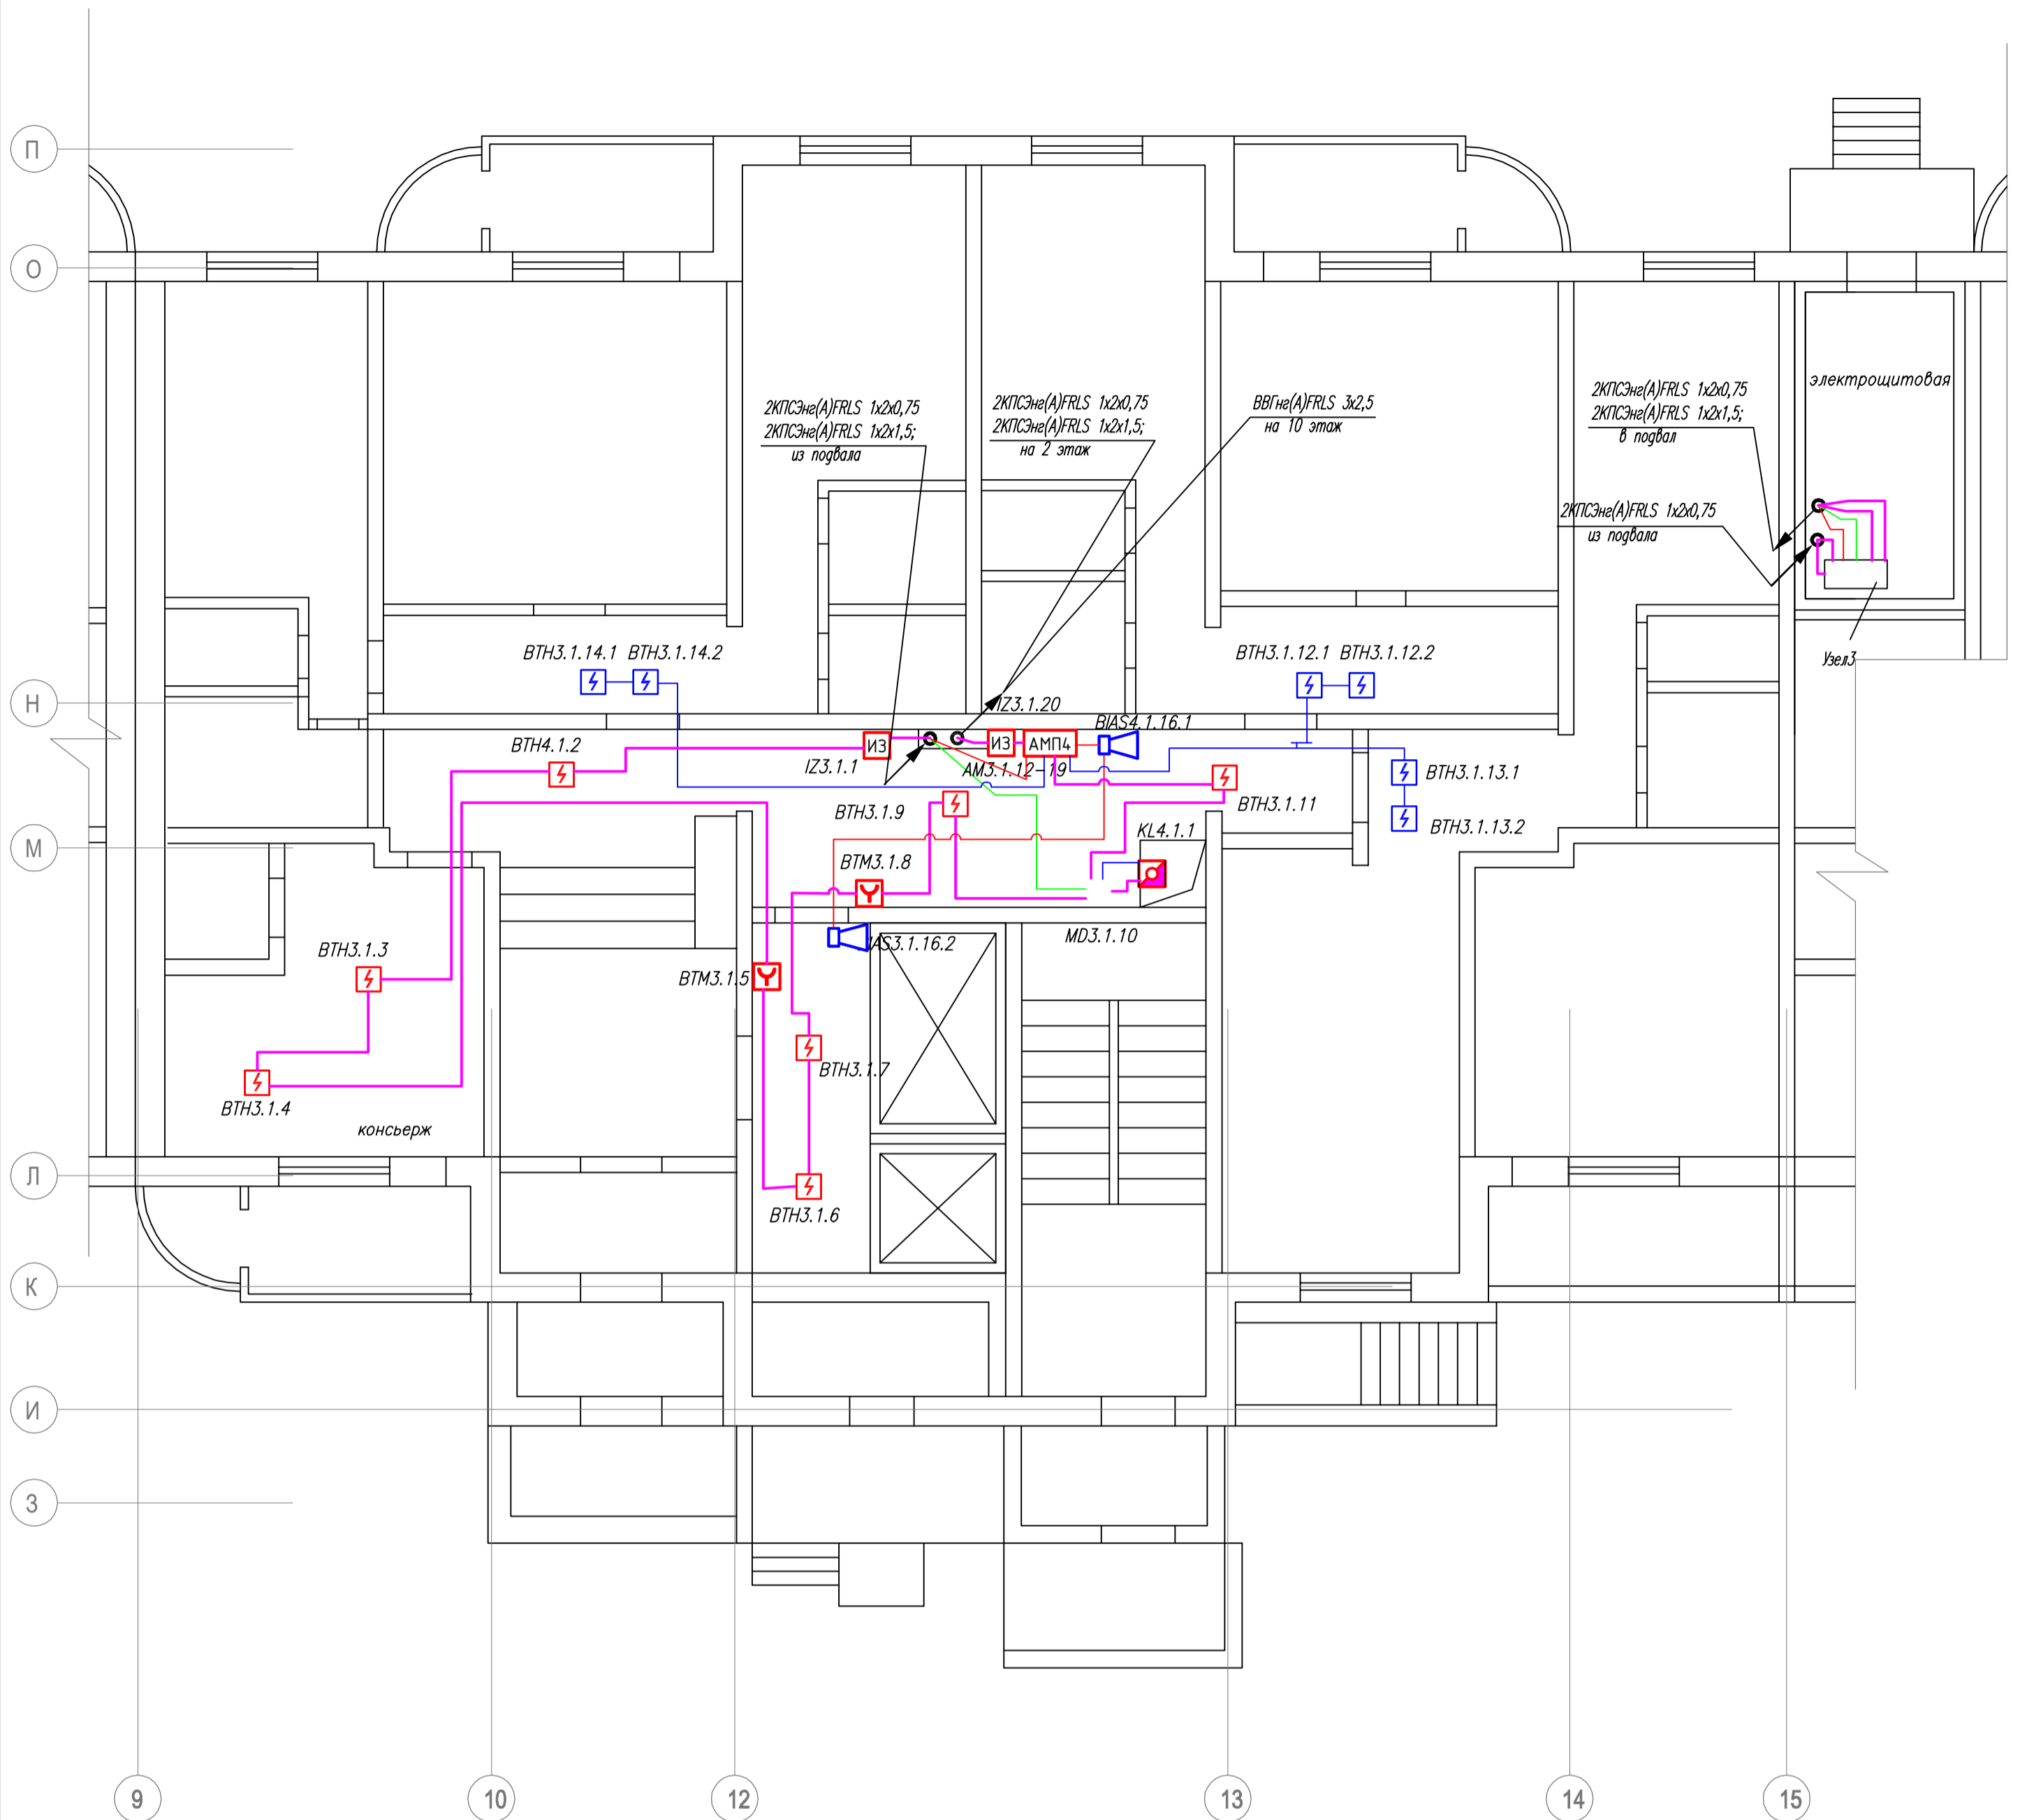 П
О
электрощитовая
2КПСЭнг(А)FRLS 1х2х0,75
2КПСЭнг(А)FRLS 1х2х1,5;
в подвал
2КПСЭнг(А)FRLS 1х2х0,75
2КПСЭнг(А)FRLS 1х2х1,5;
на 2 этаж
ВВГнг(А)FRLS 3х2,5
на 10 этаж
2КПСЭнг(А)FRLS 1х2х0,75
2КПСЭнг(А)FRLS 1х2х1,5;
из подвала
2КПСЭнг(А)FRLS 1х2х0,75
из подвала
BTH3.1.14.1 BTH3.1.14.2
BTH3.1.12.1 BTH3.1.12.2
Узел3
Н
IZ3.1.20
BIAS4.1.16.1
BTH4.1.2
ИЗ
ИЗ
АМП4
IZ3.1.1
AM3.1.12-19
BTH3.1.13.1
BTH3.1.9
BTH3.1.11
BTH3.1.13.2
KL4.1.1
М
BTM3.1.8
MD3.1.10
AS3.1.16.2
BTH3.1.3
BTM3.1.5
BTH3.1.7
BTH3.1.4
консьерж
Л
BTH3.1.6
К
И
З
9
10
12
13
14
15